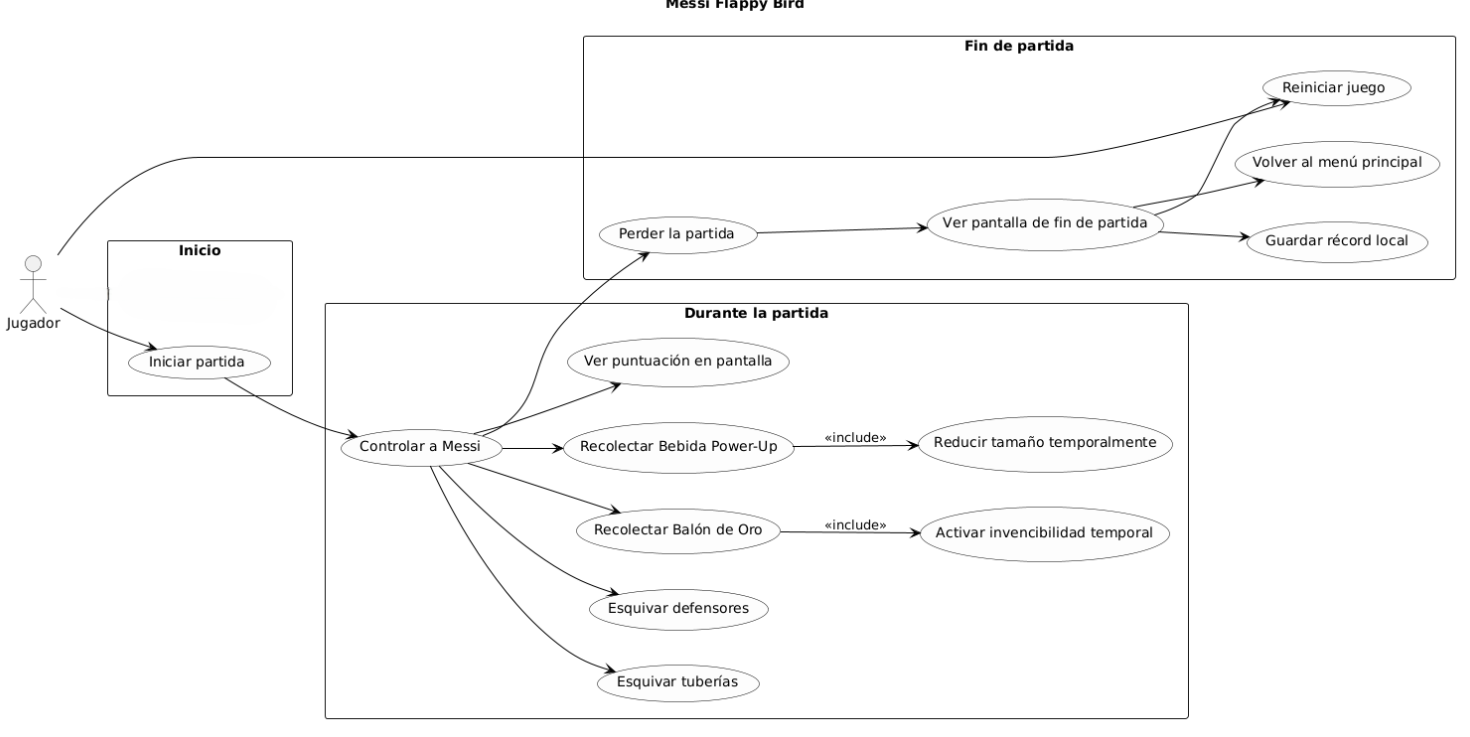 Messi Flappy Bird
Fin de partida
Reiniciar juego
Volver al menú principal
Ver pantalla de fin de partida
Perder la partida
Guardar récord local
Inicio
Jugador
Iniciar partida
Durante la partida
Ver puntuación en pantalla
Controlar a Messi
Recolectar Bebida Power-Up
«include»
Reducir tamaño temporalmente
Recolectar Balón de Oro
«include»
Activar invencibilidad temporal
Esquivar defensores
Esquivar tuberías